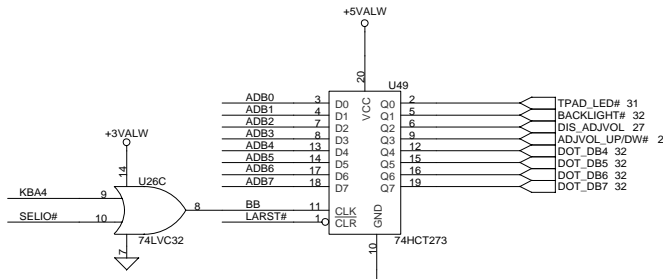 +5VALW
20
U49
ADB0 3 D0 VCC Q0 2 TPAD_LED# 31
ADB1 4 D1 Q1 5 BACKLIGHT# 32
ADB2 7 D2 Q2 6 DIS_ADJVOL 27
ADB3 8 D3 Q3 9 ADJVOL_UP/DW# 2
ADB4 13 D4 Q4 12 DOT_DB4 32
ADB5 14 D5 Q5 15 DOT_DB5 32
ADB6 17 D6 Q6 16 DOT_DB6 32
ADB7 18 D7 Q7 19 DOT_DB7 32
+3VALW
14
U26C
KBA4 9
8 BB 11 CLK
SELIO# 10
LARST# 1 CLR GND
7 74LVC32
10 74HCT273